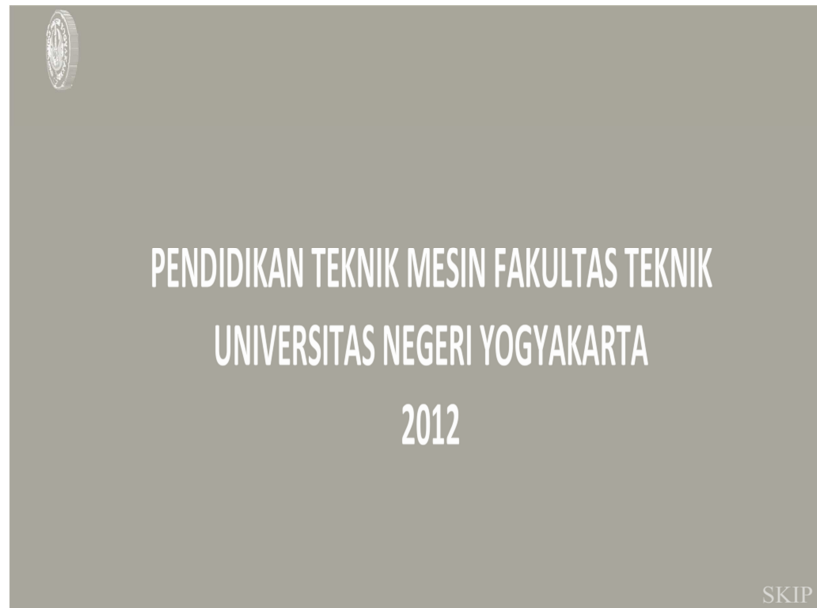 PENDIDIKAN TEKNIK MESIN FAKULTAS TEKNIK
UNIVERSITAS NEGERI YOGYAKARTA
2012
SKIP